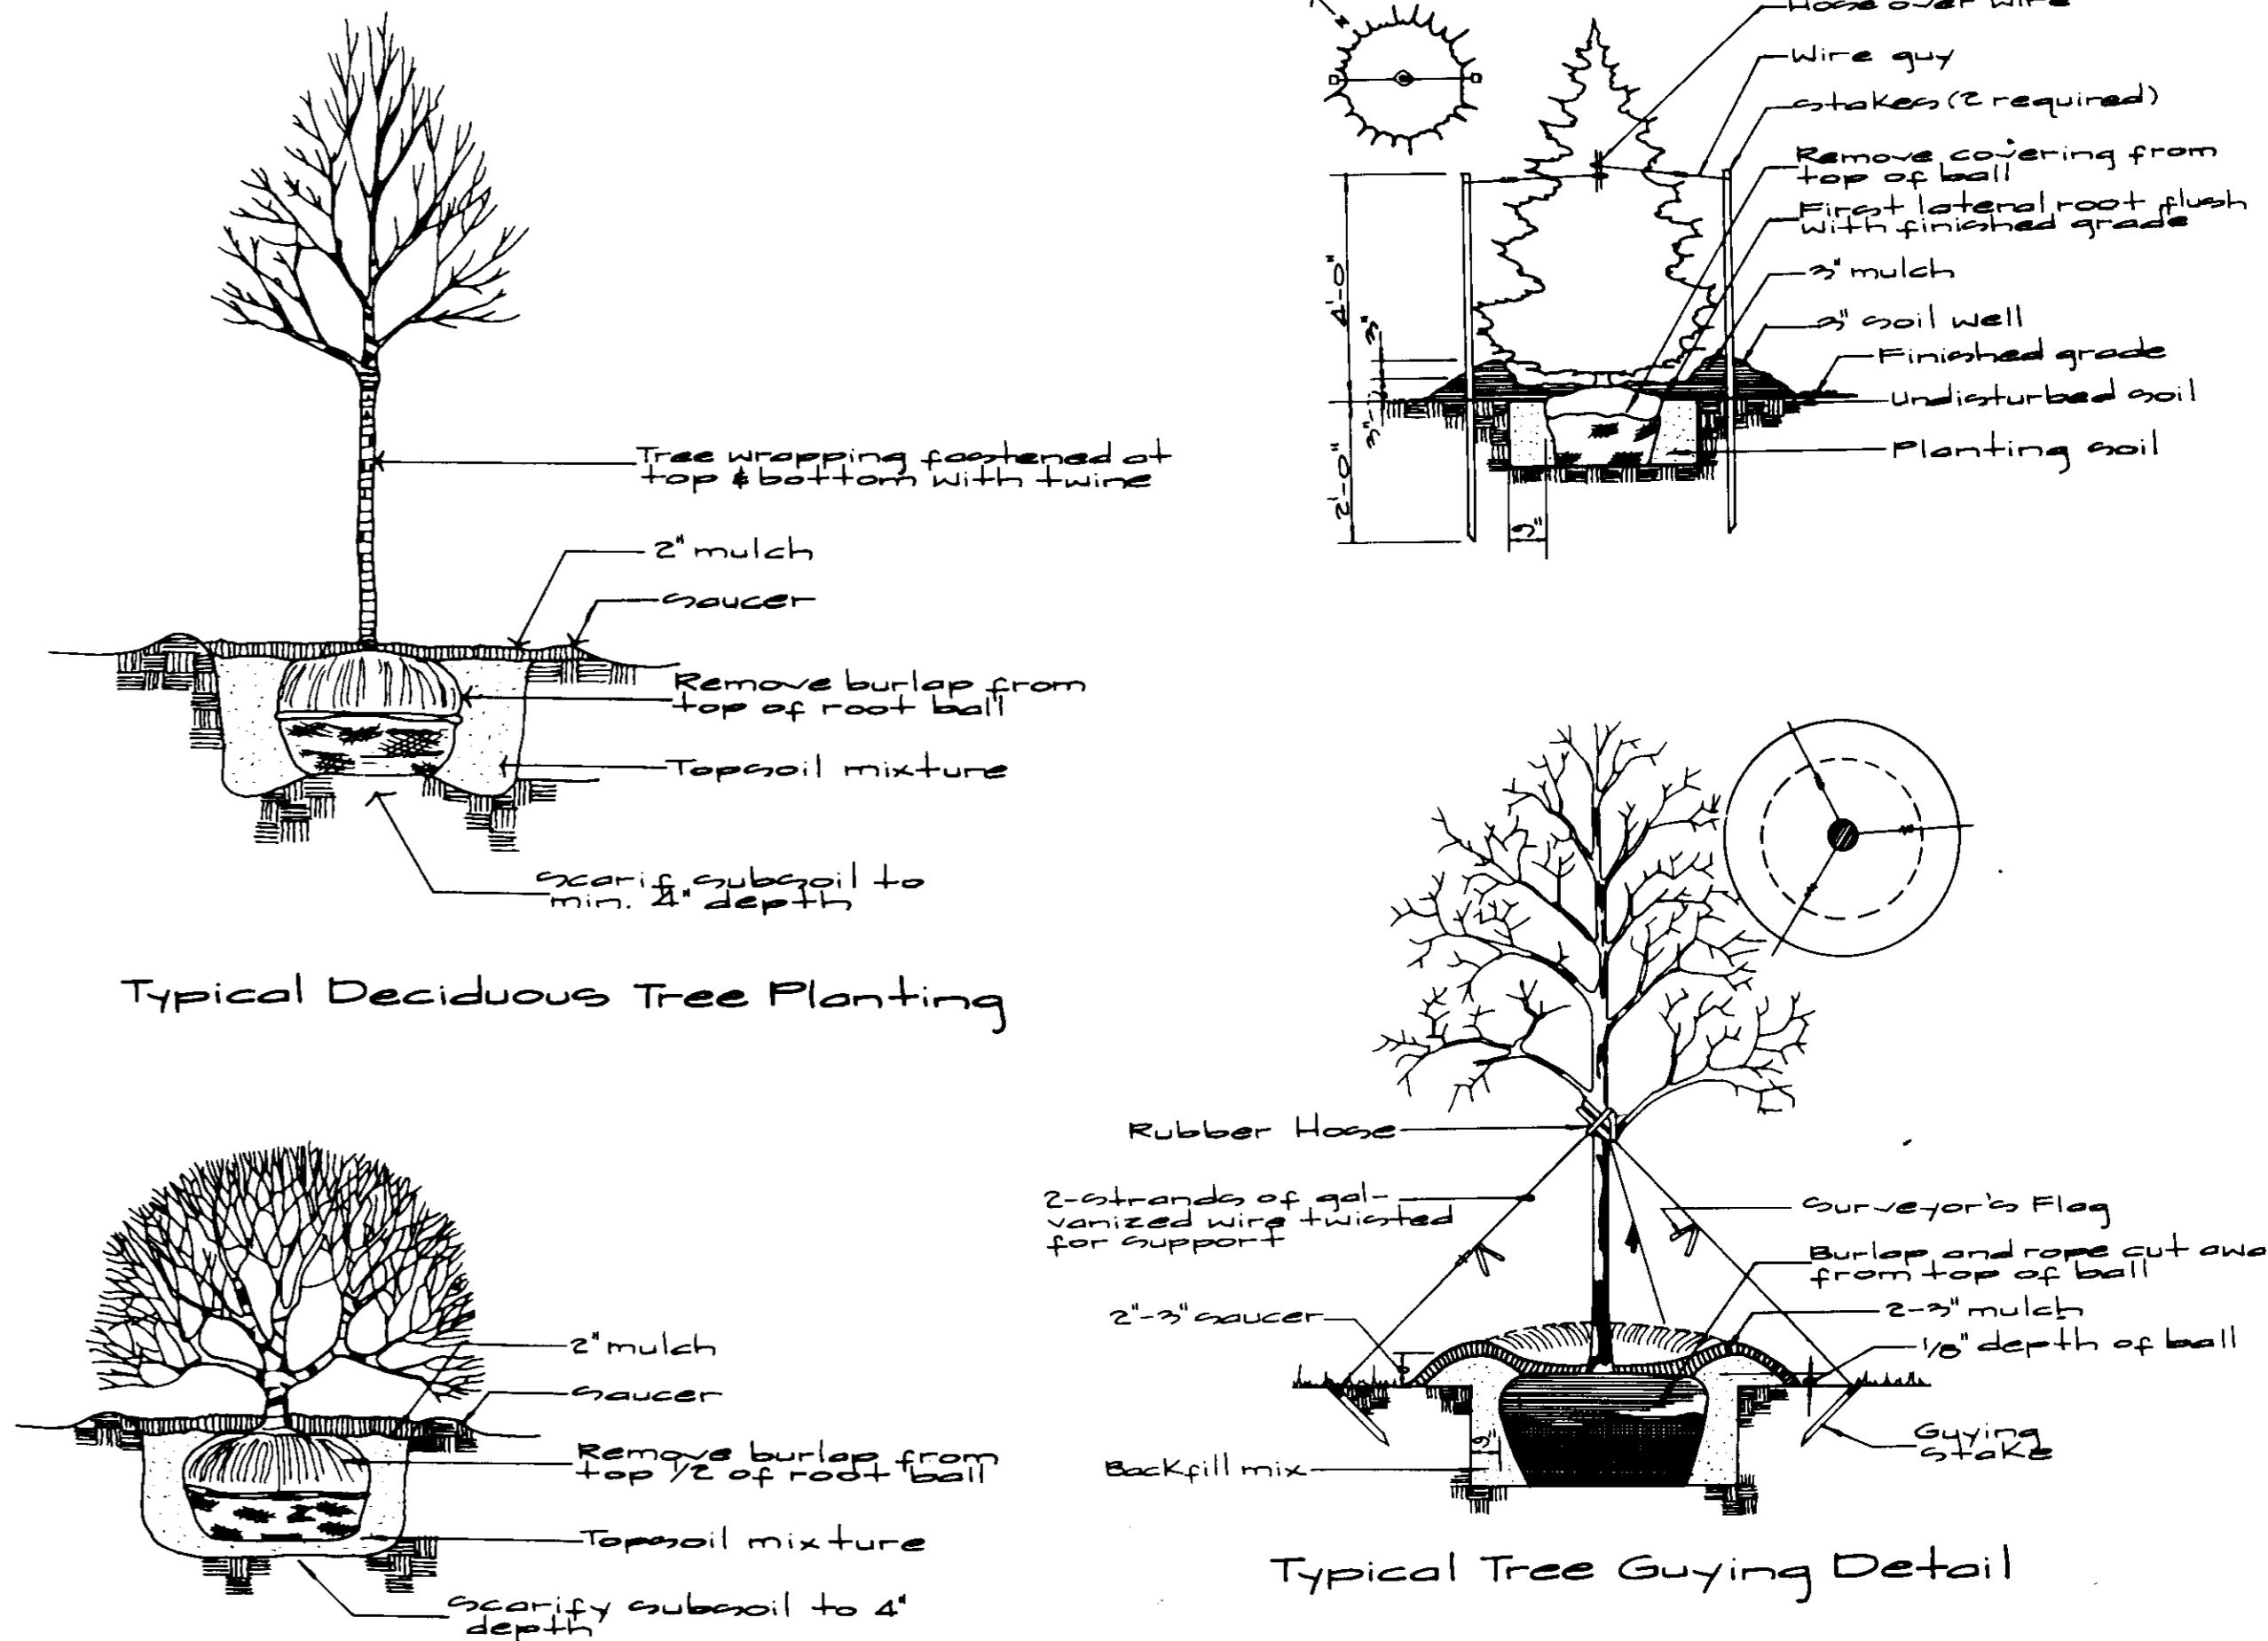 Tree wrapping fastened at
top & bottom with twine
2" mulch
Saucer
Remove burlap from
top of root ball
Topsoil mixture
Scarif subsoil to
min. 4" depth
Typical Deciduous Tree Planting
Hose over wire
Wire guy
Stakes (2 required)
Remove covering from
top of ball
First lateral root flush
with finished grade
3" mulch
3" soil well
Finished grade
Undisturbed soil
Planting soil
4'-0"
3"
3"
2'-0"
9"
2" mulch
Saucer
Remove burlap from
top 1/2 of root ball
Topsoil mixture
Scarify subsoil to 4"
depth
Rubber Hose
2-strands of gal-
vanized wire twisted
for support
2"-3" saucer
Backfill mix
9"
Surveyor's Flag
Burlap and rope cut awa
from top of ball
2-3" mulch
1/8" depth of ball
Guying
stake
Typical Tree Guying Detail